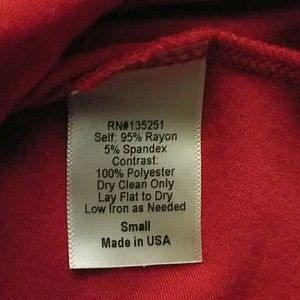 RN#135251
Self: 95% Rayon
5% Spandex
Contrast:
100% Polyester
Dry Clean Only
Lay Flat to Dry
Low Iron as Needed
Small
Made in USA